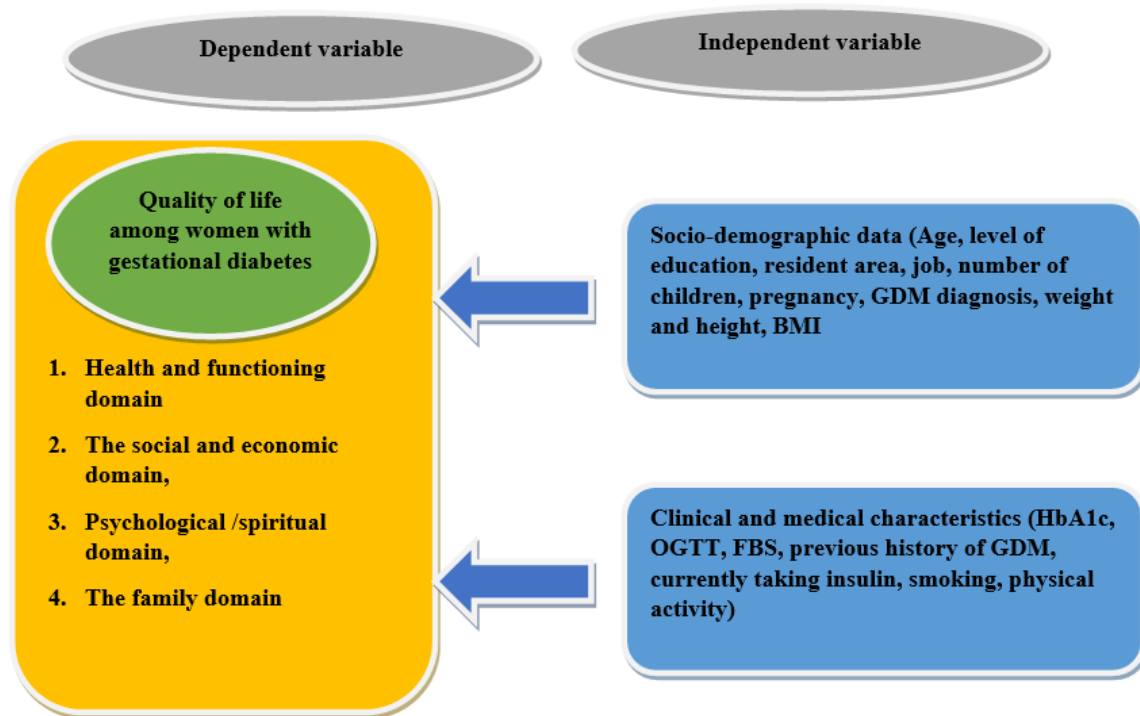 Dependent variable
Independent variable
Quality of life
among women with
gestational diabetes
1. Health and functioning
domain
2. The social and economic
domain,
3. Psychological /spiritual
domain,
4. The family domain
Socio-demographic data (Age, level of
education, resident area, job, number of
children, pregnancy, GDM diagnosis, weight
and height, BMI
Clinical and medical characteristics (HbA1c,
OGTT, FBS, previous history of GDM,
currently taking insulin, smoking, physical
activity)